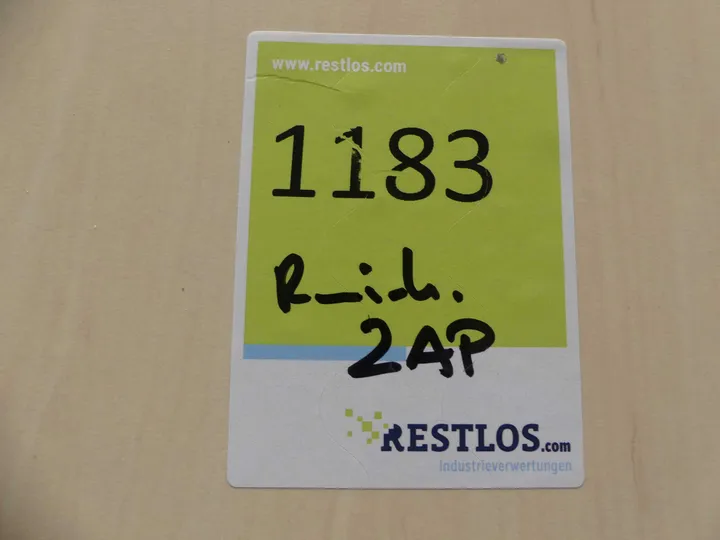 www.restlos.com
1183
2AP
RESTLOS.com
Industrieverwertungen